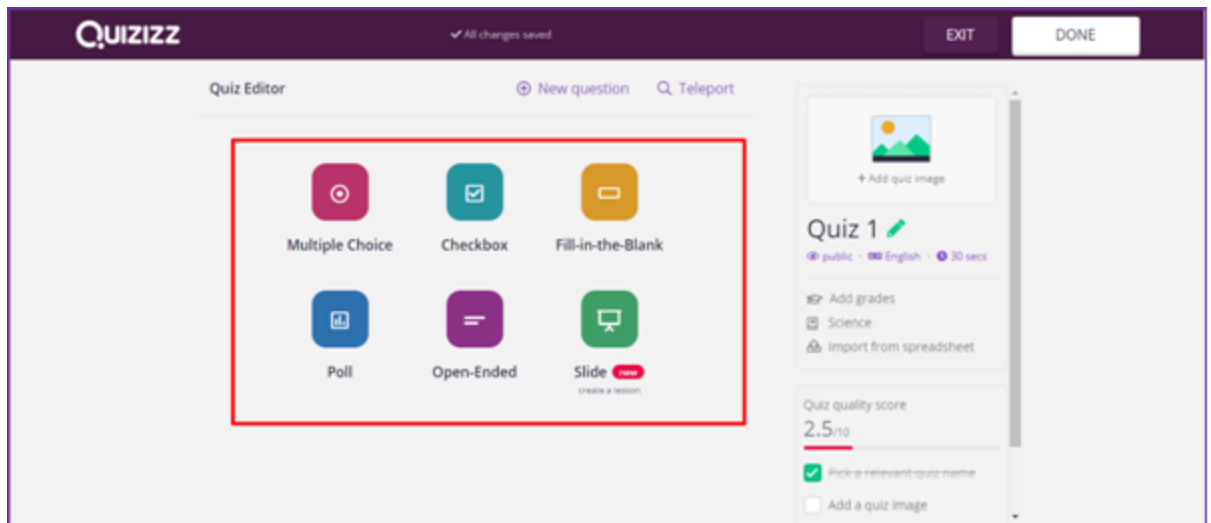 QUIZIZZ
All changes saved
EXIT
DONE
Quiz Editor
New question
Teleport
Multiple Choice
Checkbox
Fill-in-the-Blank
Poll
Open-Ended
Slide new
create a lesson
+ Add quiz image
Quiz 1
public - English - 30 secs
Add grades
Science
Import from spreadsheet
Quiz quality score
2.5/10
Pick a relevant quiz name
Add a quiz image